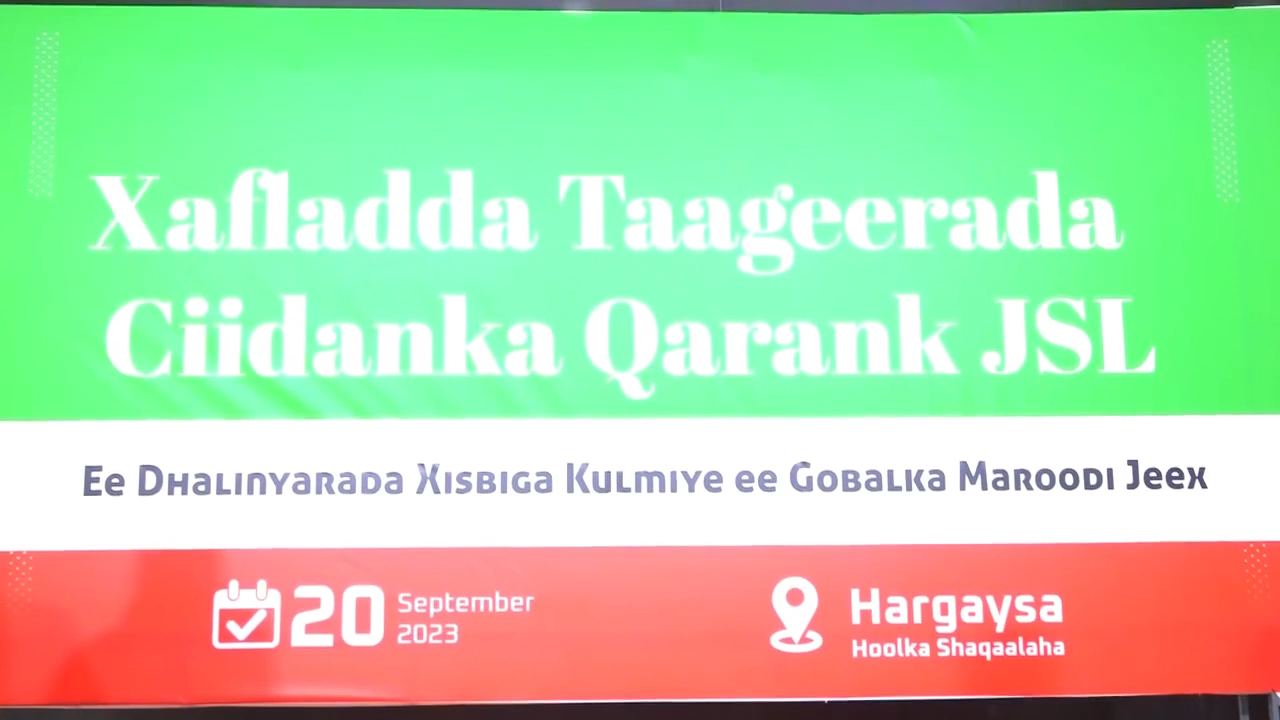 Xafladda Taageerada
Ciidanka Qarank JSL
Ee Dhalinyarada Xisbiga Kulmiye ee Gobalka Maroodi Jeex
20 September
2023
Hargaysa
Hoolka Shaqaalaha